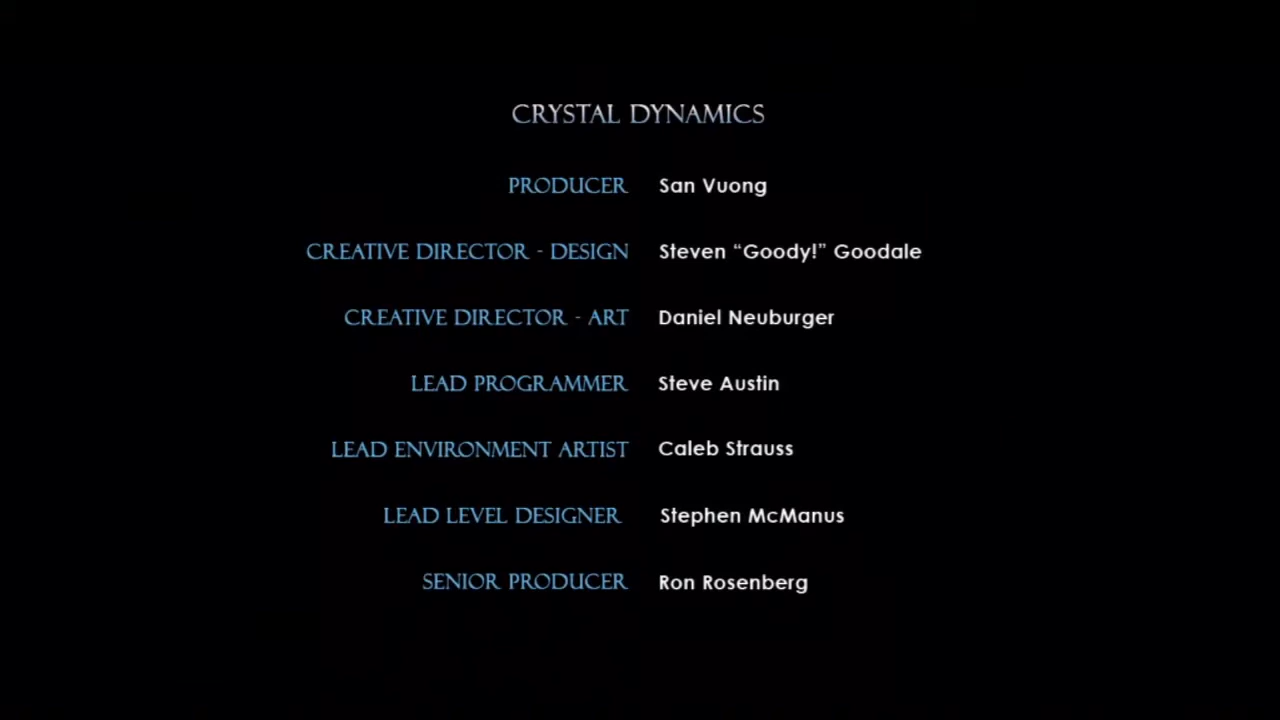 CRYSTAL DYNAMICS
PRODUCER San Vuong
CREATIVE DIRECTOR - DESIGN Steven “Goody!” Goodale
CREATIVE DIRECTOR - ART Daniel Neuburger
LEAD PROGRAMMER Steve Austin
LEAD ENVIRONMENT ARTIST Caleb Strauss
LEAD LEVEL DESIGNER Stephen McManus
SENIOR PRODUCER Ron Rosenberg